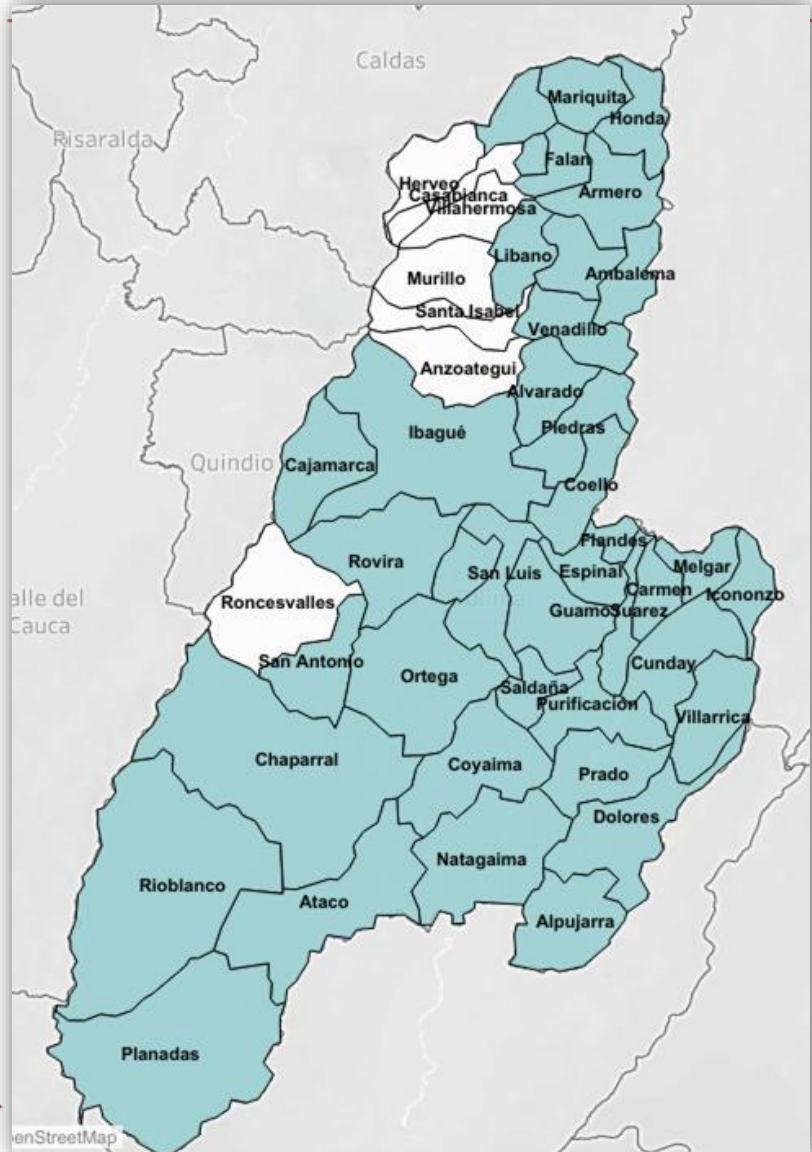 Caldas
Mariquita
Honda
Risaralda
Falan
Herveo
Casabianca
Armero
Villahermosa
Libano
Murillo
Ambalema
Santa Isabel
Venadillo
Anzoategui
Alvarado
Ibagué
Piedras
Quindio
Cajamarca
Coello
Flandes
Rovira
San Luis
Espinal
Melgar
Carmen
Icononzo
alle del
Cauca
Roncesvalles
Guamo
Suarez
San Antonio
Cunday
Ortega
Saldaña
Purificación
Villarrica
Chaparral
Coyaima
Prado
Dolores
Natagaima
Rioblanco
Ataco
Alpujarra
Planadas
enStreetMap